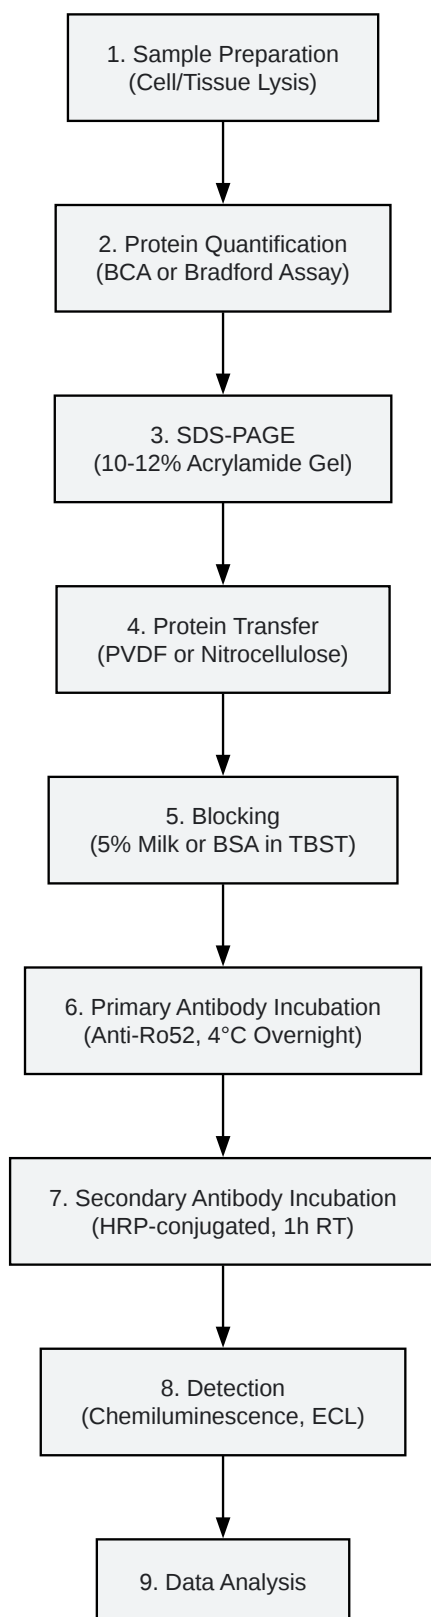 1. Sample Preparation
(Cell/Tissue Lysis)
2. Protein Quantification
(BCA or Bradford Assay)
3. SDS-PAGE
(10-12% Acrylamide Gel)
4. Protein Transfer
(PVDF or Nitrocellulose)
5. Blocking
(5% Milk or BSA in TBST)
6. Primary Antibody Incubation
(Anti-Ro52, 4°C Overnight)
7. Secondary Antibody Incubation
(HRP-conjugated, 1h RT)
8. Detection
(Chemiluminescence, ECL)
9. Data Analysis